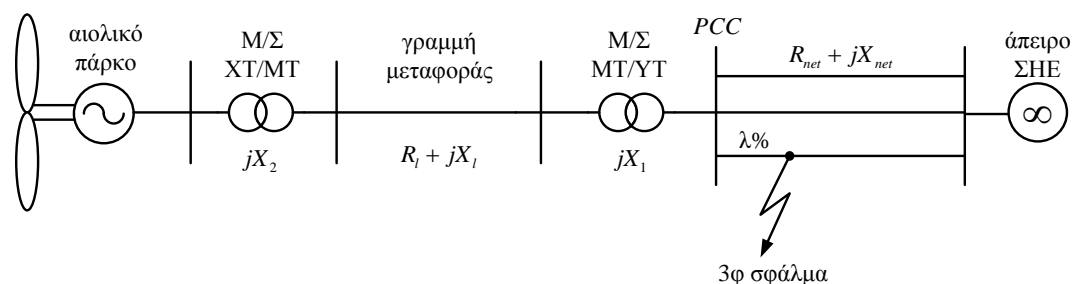 αιολικό
πάρκο
Μ/Σ
ΧΤ/ΜΤ
jX₂
γραμμή
μεταφοράς
Rₗ + jXₗ
Μ/Σ
ΜΤ/ΥΤ
jX₁
PCC
Rₙₑₜ + jXₙₑₜ
λ%
3φ σφάλμα
άπειρο
ΣΗΕ
∞